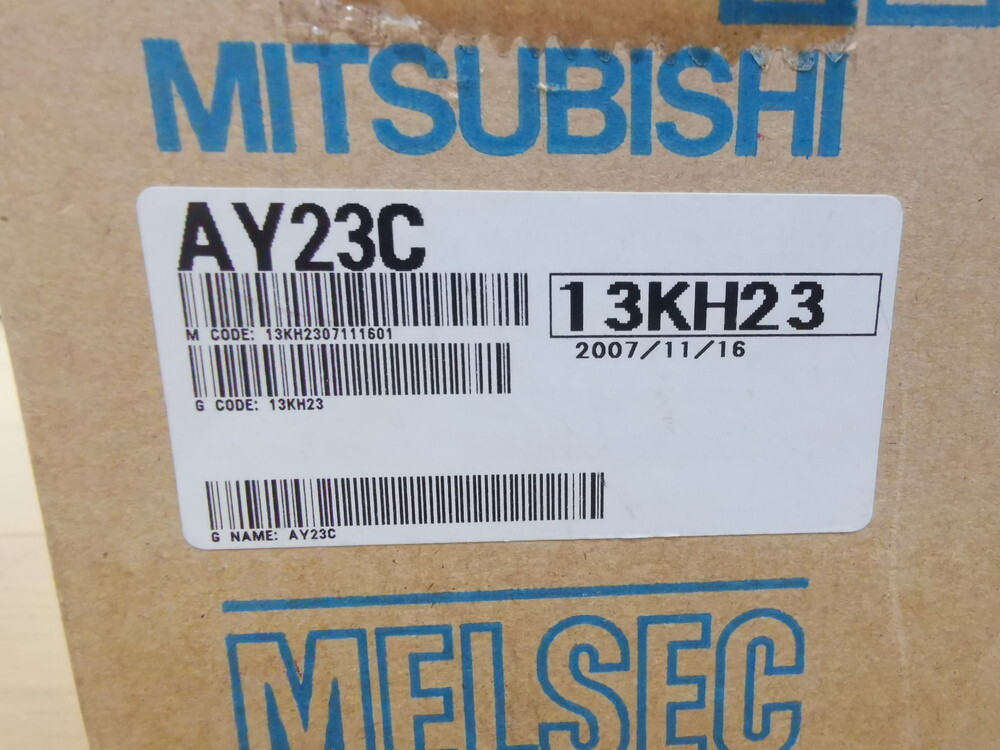 MITSUBISHI
AY23C
13KH23
M CODE: 13KH2307111601
2007/11/16
G CODE: 13KH23
G NAME: AY23C
MELSEC